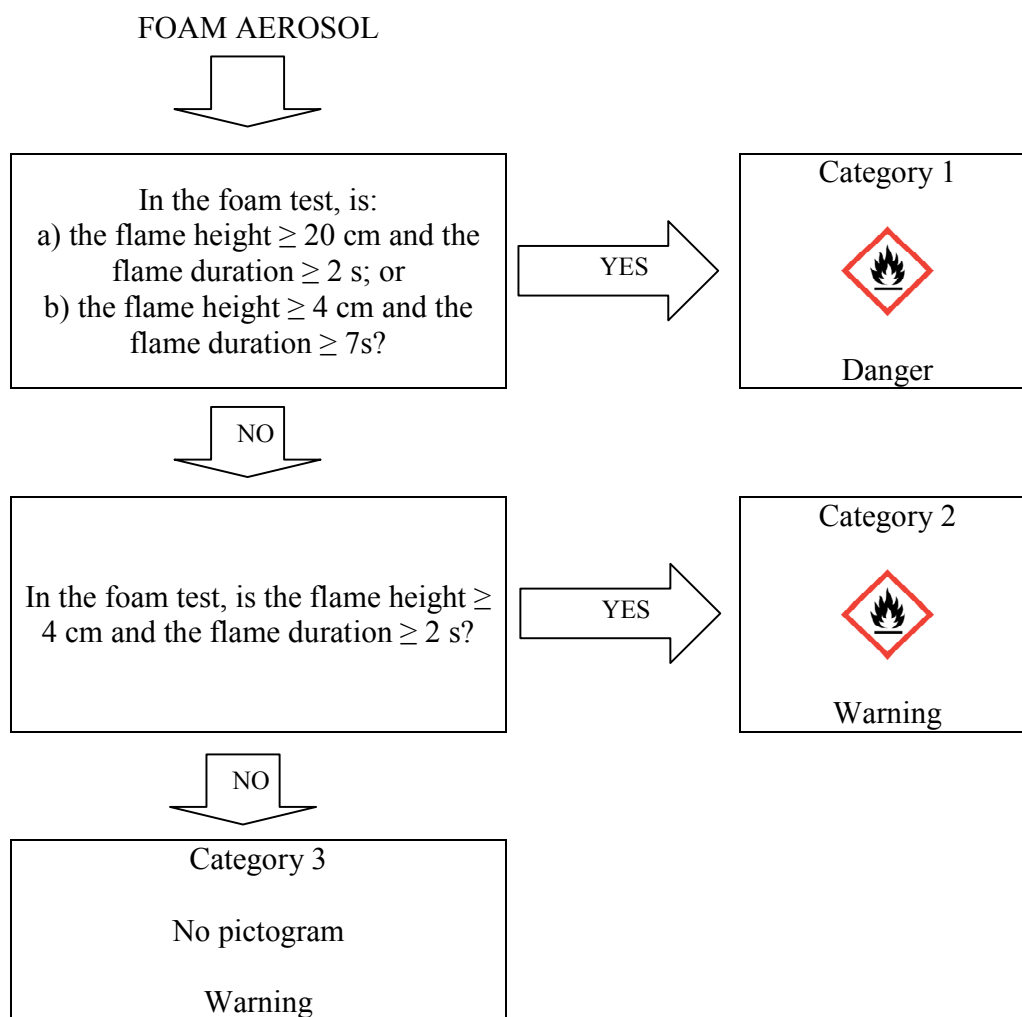 FOAM AEROSOL
In the foam test, is:
a) the flame height ≥ 20 cm and the
flame duration ≥ 2 s; or
b) the flame height ≥ 4 cm and the
flame duration ≥ 7s?
YES
Category 1
Danger
NO
In the foam test, is the flame height ≥
4 cm and the flame duration ≥ 2 s?
YES
Category 2
Warning
NO
Category 3
No pictogram
Warning